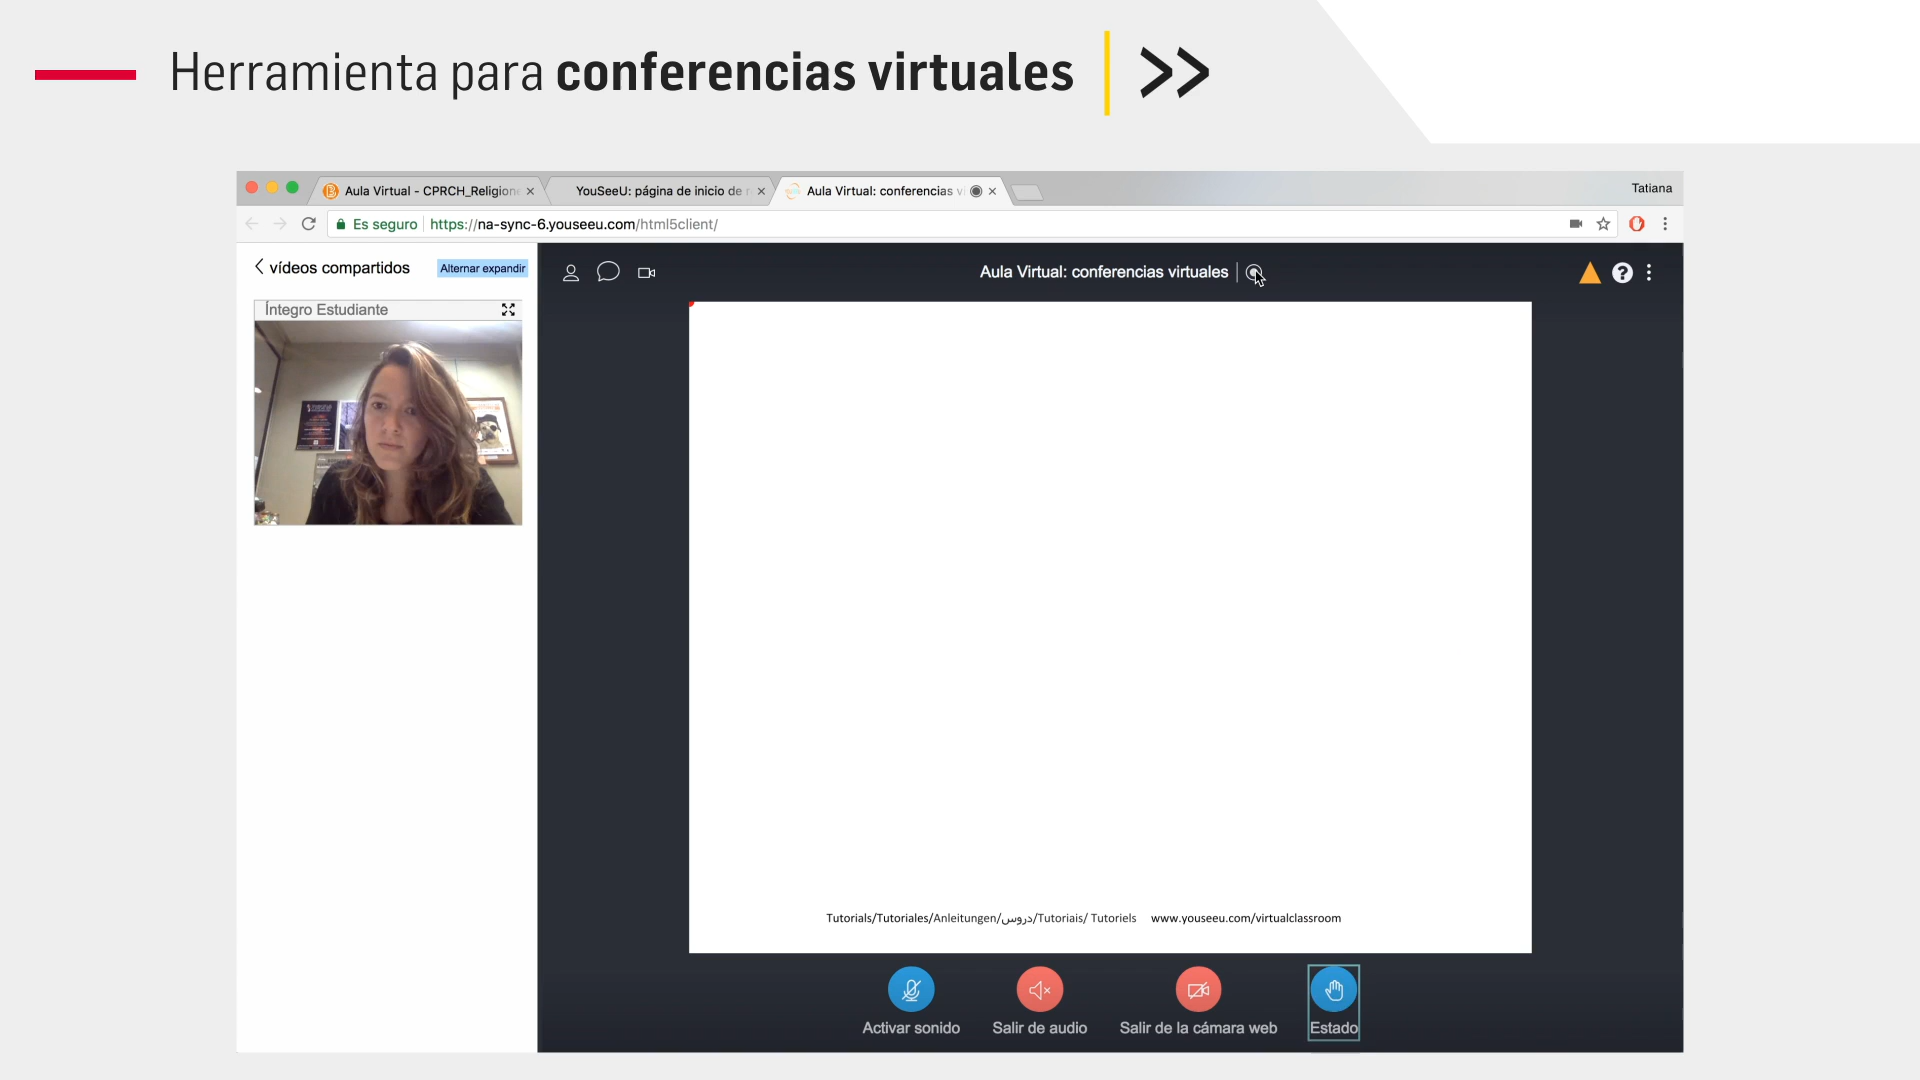 Herramienta para conferencias virtuales
Aula Virtual - CPRCH_Religione
YouSeeU: página de inicio de
Aula Virtual: conferencias v
Tatiana
Es seguro
https://na-sync-6.youseeu.com/html5client/
vídeos compartidos
Alternar expandir
Aula Virtual: conferencias virtuales
Íntegro Estudiante
Tutorials/Tutoriales/Anleitungen/دروس/Tutoriais/ Tutoriels www.youseeu.com/virtualclassroom
Activar sonido
Salir de audio
Salir de la cámara web
Estado